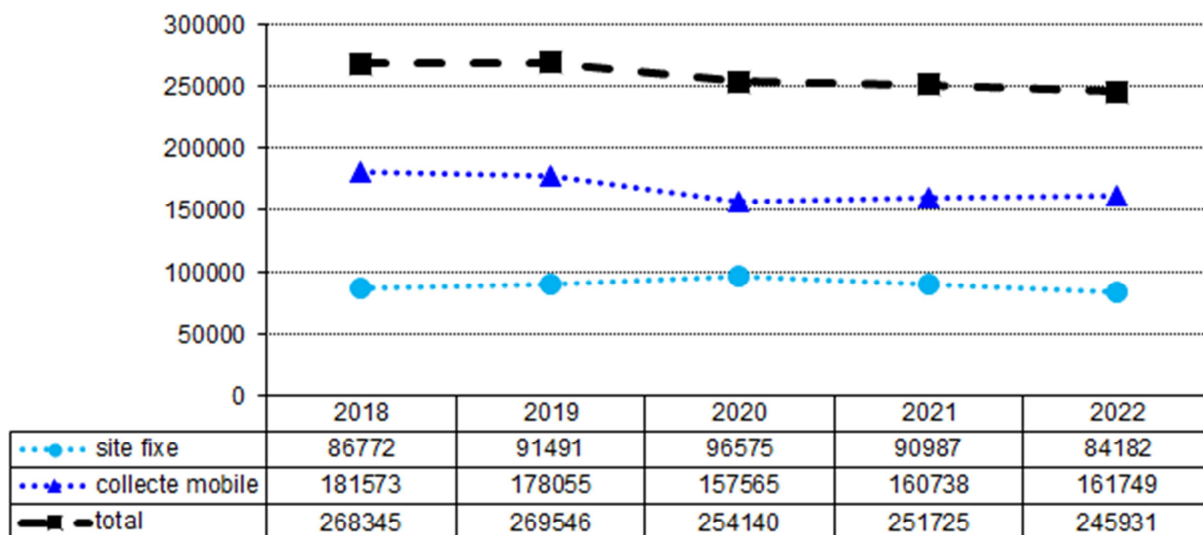 300000
250000
200000
150000
100000
50000
0
2018 2019 2020 2021 2022
site fixe 86772 91491 96575 90987 84182
collecte mobile 181573 178055 157565 160738 161749
total 268345 269546 254140 251725 245931